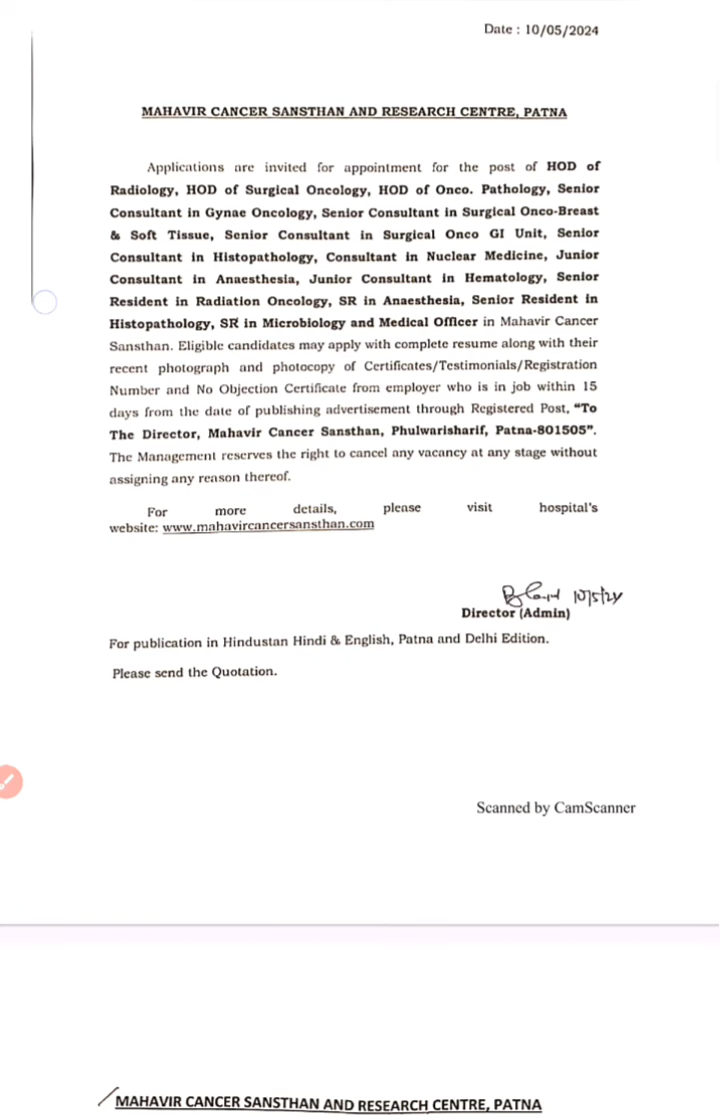 Date : 10/05/2024
MAHAVIR CANCER SANSTHAN AND RESEARCH CENTRE, PATNA
Applications are invited for appointment for the post of HOD of
Radiology, HOD of Surgical Oncology, HOD of Onco. Pathology, Senior
Consultant in Gynae Oncology, Senior Consultant in Surgical Onco-Breast
& Soft Tissue, Senior Consultant in Surgical Onco GI Unit, Senior
Consultant in Histopathology, Consultant in Nuclear Medicine, Junior
Consultant in Anaesthesia, Junior Consultant in Hematology, Senior
Resident in Radiation Oncology, SR in Anaesthesia, Senior Resident in
Histopathology, SR in Microbiology and Medical Officer in Mahavir Cancer
Sansthan. Eligible candidates may apply with complete resume along with their
recent photograph and photocopy of Certificates/Testimonials/Registration
Number and No Objection Certificate from employer who is in job within 15
days from the date of publishing advertisement through Registered Post, “To
The Director, Mahavir Cancer Sansthan, Phulwarisharif, Patna-801505”.
The Management reserves the right to cancel any vacancy at any stage without
assigning any reason thereof.
For more details, please visit hospital's
website: www.mahavircancersansthan.com
10/5/24
Director (Admin)
For publication in Hindustan Hindi & English, Patna and Delhi Edition.
Please send the Quotation.
Scanned by CamScanner
MAHAVIR CANCER SANSTHAN AND RESEARCH CENTRE, PATNA